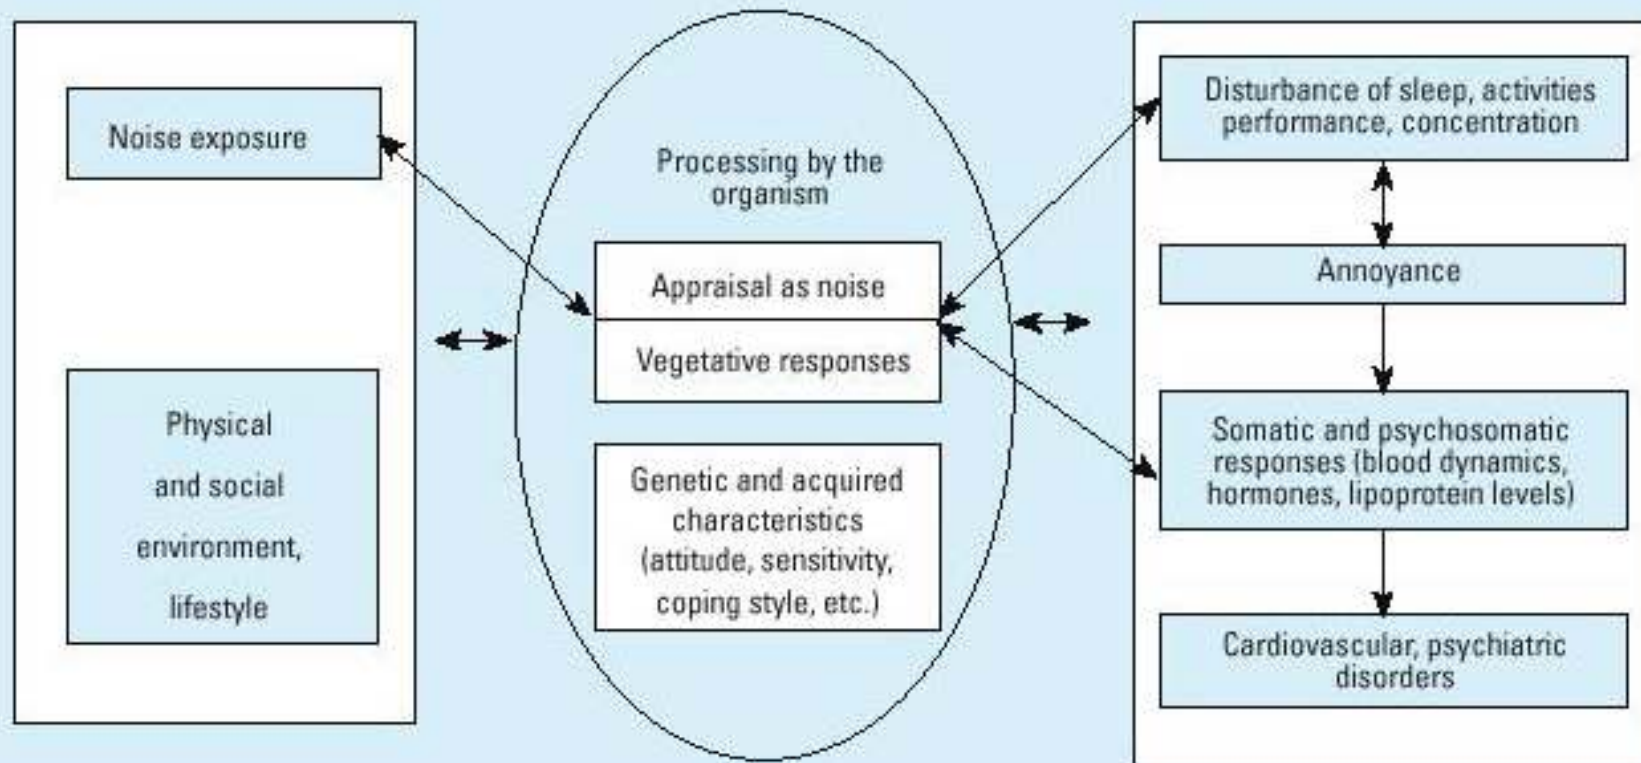 Noise exposure
Physical
and social
environment,
lifestyle
Processing by the
organism
Appraisal as noise
Vegetative responses
Genetic and acquired
characteristics
(attitude, sensitivity,
coping style, etc.)
Disturbance of sleep, activities
performance, concentration
Annoyance
Somatic and psychosomatic
responses (blood dynamics,
hormones, lipoprotein levels)
Cardiovascular, psychiatric
disorders